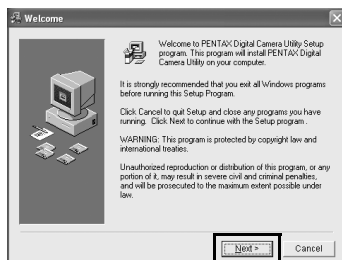 Welcome
Welcome to PENTAX Digital Camera Utility Setup
program. This program will install PENTAX Digital
Camera Utility on your computer.
It is strongly recommended that you exit all Windows programs
before running this Setup Program.
Click Cancel to quit Setup and close any programs you have
running. Click Next to continue with the Setup program.
WARNING: This program is protected by copyright law and
international treaties.
Unauthorized reproduction or distribution of this program, or any
portion of it, may result in severe civil and criminal penalties,
and will be prosecuted to the maximum extent possible under
law.
Next > Cancel